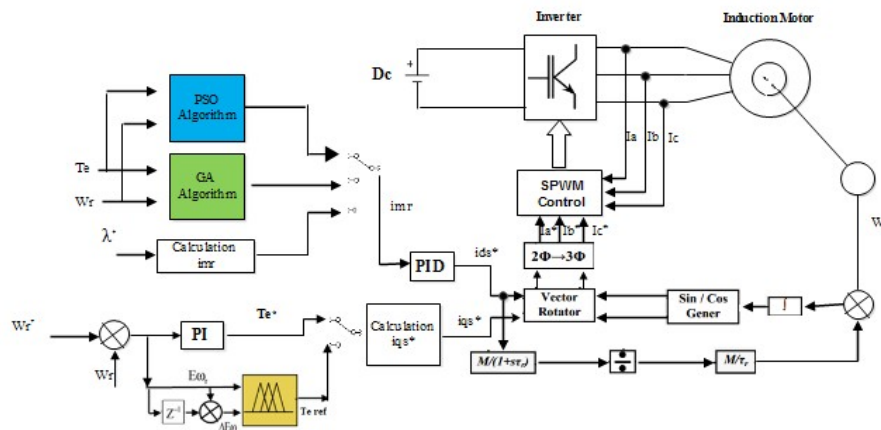 Inverter
Induction Motor
Dc
+
PSO
Algorithm
GA
Algorithm
Te
Wr
λ*
Calculation
imr
imr
Ia
Ib
Ic
SPWM
Control
Ia*
Ib*
Ic*
2Φ→3Φ
PID
ids*
Vector
Rotator
Sin / Cos
Gener
∫
W
Wr*
Wr
PI
Te*
Calculation
iqs*
iqs*
M/(1+sτr)
÷
M/τr
Eωr
Z⁻¹
ΔEω
Te ref